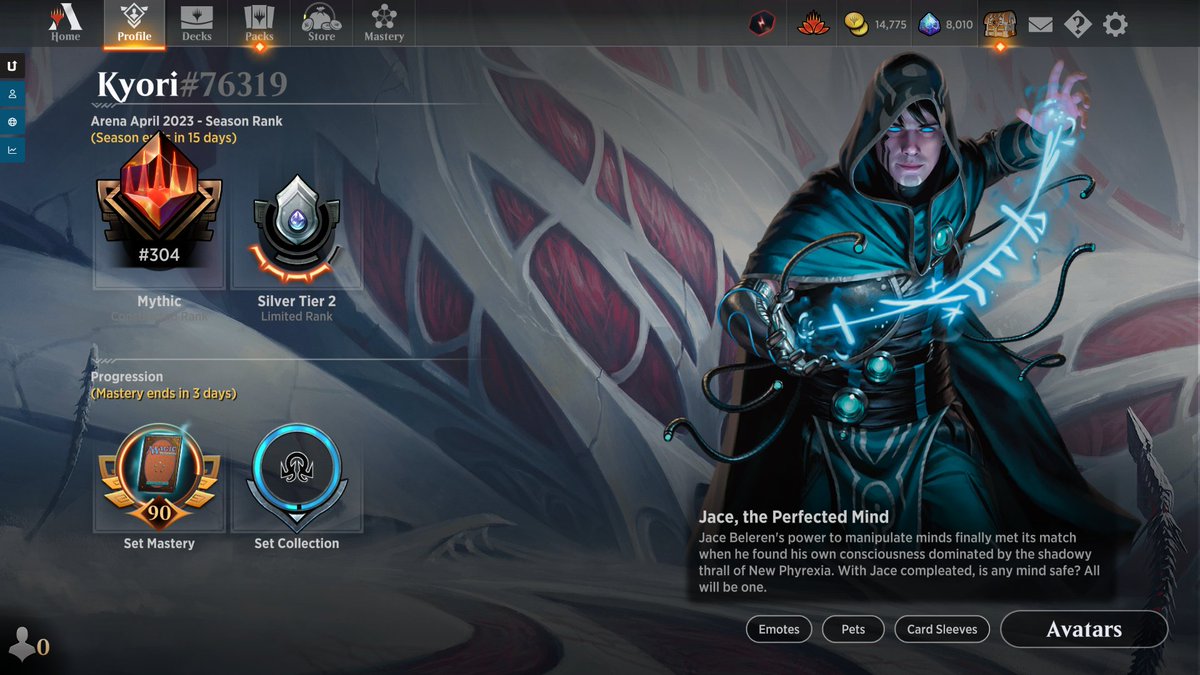 Home
Profile
Decks
Packs
Store
Mastery
14,775
8,010
Kyori#76319
Arena April 2023 - Season Rank
(Season ends in 15 days)
#304
Mythic
Silver Tier 2
Constructed Rank
Limited Rank
Progression
(Mastery ends in 3 days)
90
Set Mastery
Set Collection
Jace, the Perfected Mind
Jace Beleren's power to manipulate minds finally met its match
when he found his own consciousness dominated by the shadowy
thrall of New Phyrexia. With Jace compleated, is any mind safe? All
will be one.
Emotes
Pets
Card Sleeves
Avatars
0